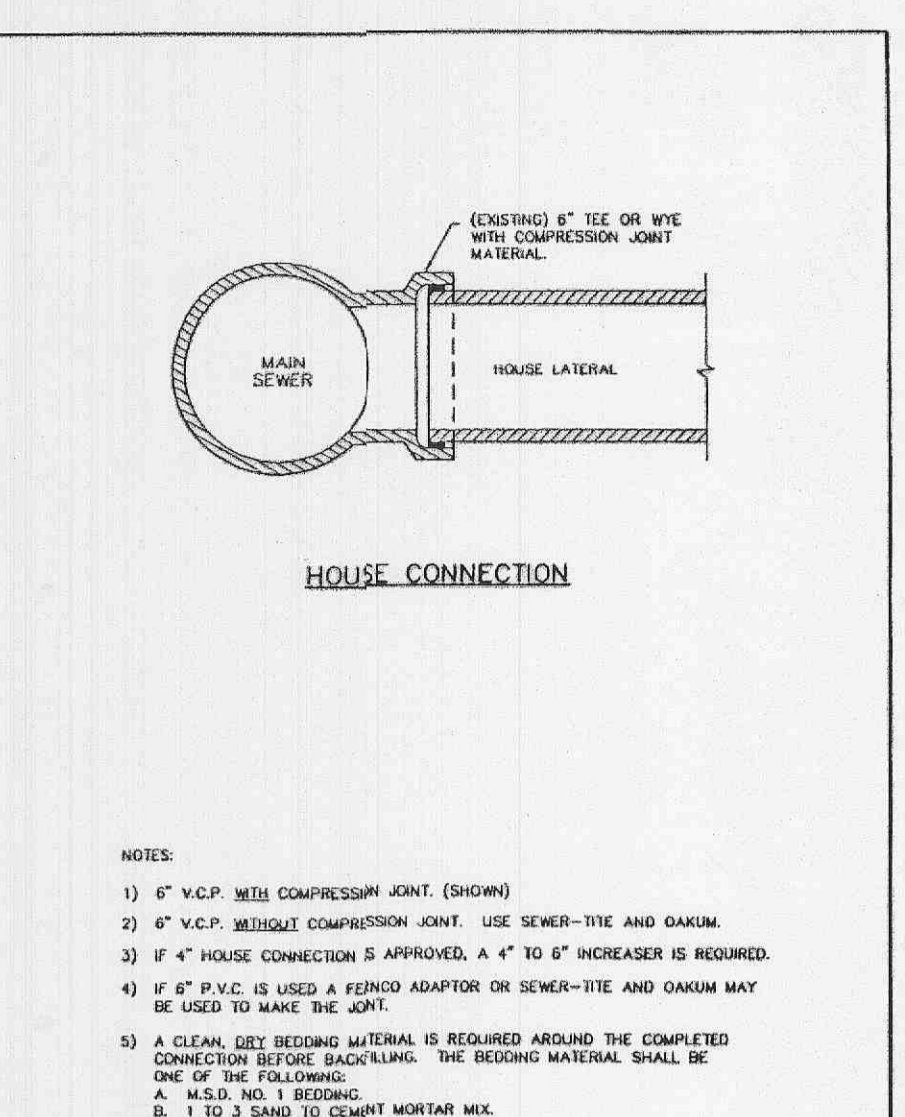 (EXISTING) 6" TEE OR WYE
WITH COMPRESSION JOINT
MATERIAL.
MAIN
SEWER
HOUSE LATERAL
HOUSE CONNECTION
NOTES:
1) 6" V.C.P. WITH COMPRESSION JOINT. (SHOWN)
2) 6" V.C.P. WITHOUT COMPRESSION JOINT. USE SEWER-TITE AND OAKUM.
3) IF 4" HOUSE CONNECTION S APPROVED, A 4" TO 6" INCREASER IS REQUIRED.
4) IF 6" P.V.C. IS USED A FERNCO ADAPTOR OR SEWER-TITE AND OAKUM MAY
BE USED TO MAKE THE JONT.
5) A CLEAN, DRY BEDDING MATERIAL IS REQUIRED AROUND THE COMPLETED
CONNECTION BEFORE BACKFILLING. THE BEDDING MATERIAL SHALL BE
ONE OF THE FOLLOWING:
A. M.S.D. NO. 1 BEDDING.
B. 1 TO 3 SAND TO CEMENT MORTAR MIX.